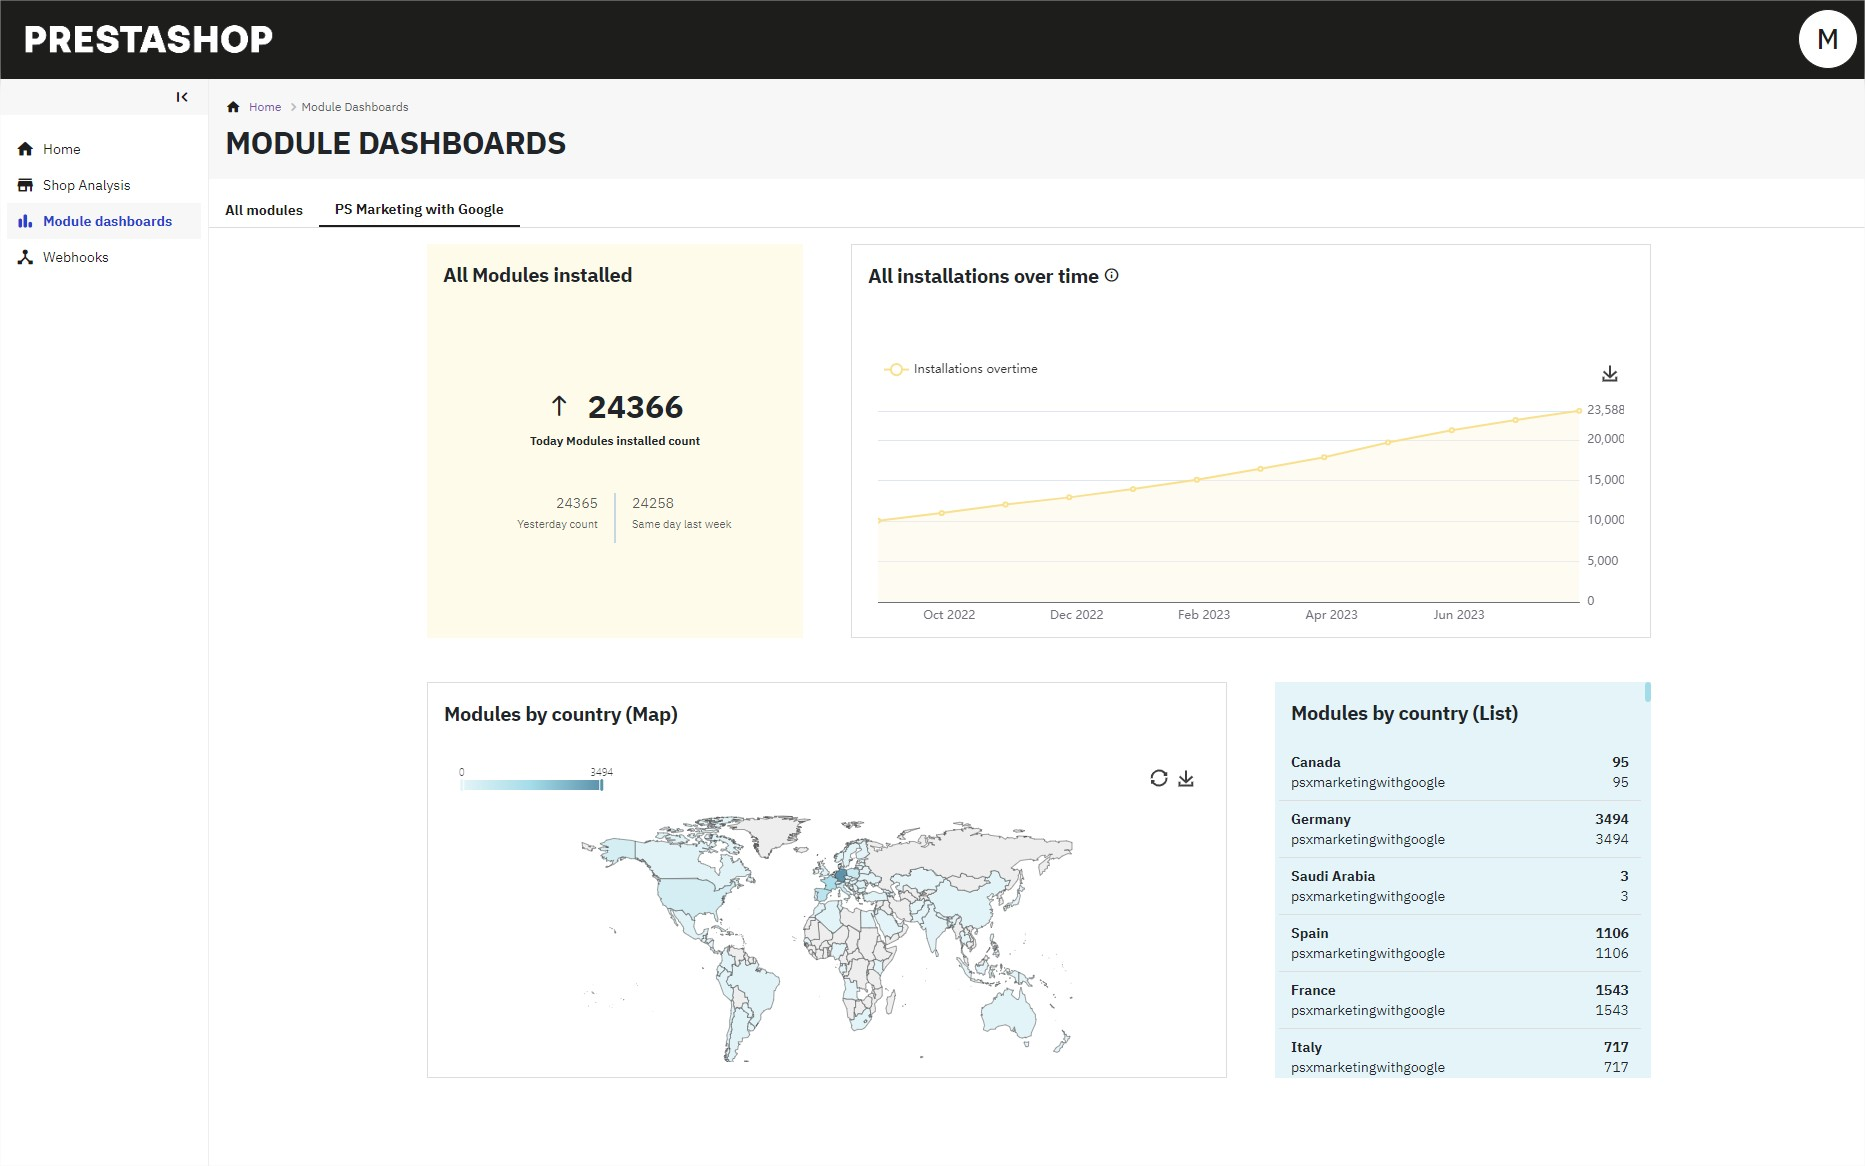 PRESTASHOP
M
Home
Module Dashboards
MODULE DASHBOARDS
Home
Shop Analysis
Module dashboards
Webhooks
All modules
PS Marketing with Google
All Modules installed
24366
Today Modules installed count
24365
Yesterday count
24258
Same day last week
All installations over time
Installations overtime
23,588
20,000
15,000
10,000
5,000
0
Oct 2022
Dec 2022
Feb 2023
Apr 2023
Jun 2023
Modules by country (Map)
0
3494
Modules by country (List)
Canada 95
psxmarketingwithgoogle 95
Germany 3494
psxmarketingwithgoogle 3494
Saudi Arabia 3
psxmarketingwithgoogle 3
Spain 1106
psxmarketingwithgoogle 1106
France 1543
psxmarketingwithgoogle 1543
Italy 717
psxmarketingwithgoogle 717